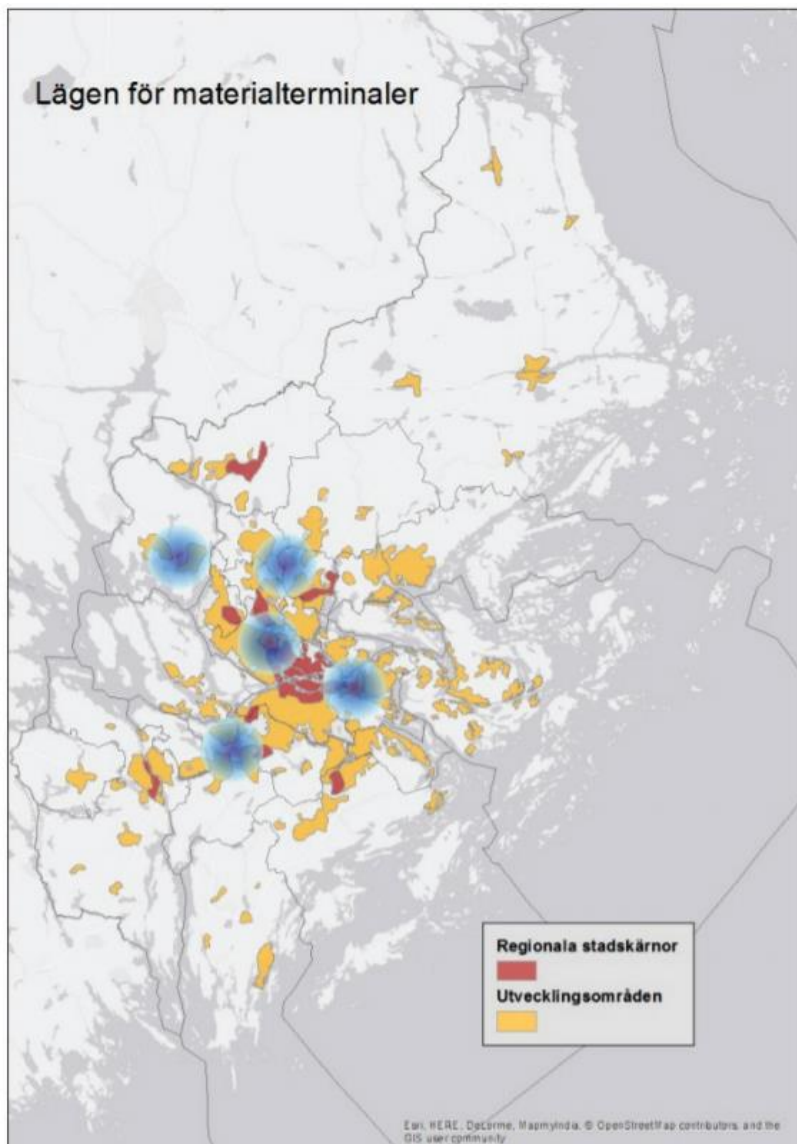 Lägen för materialterminaler
Regionala stadskärnor
Utvecklingsområden
Esri, HERE, DeLorme, MapmyIndia, © OpenStreetMap contributors, and the
GIS user community